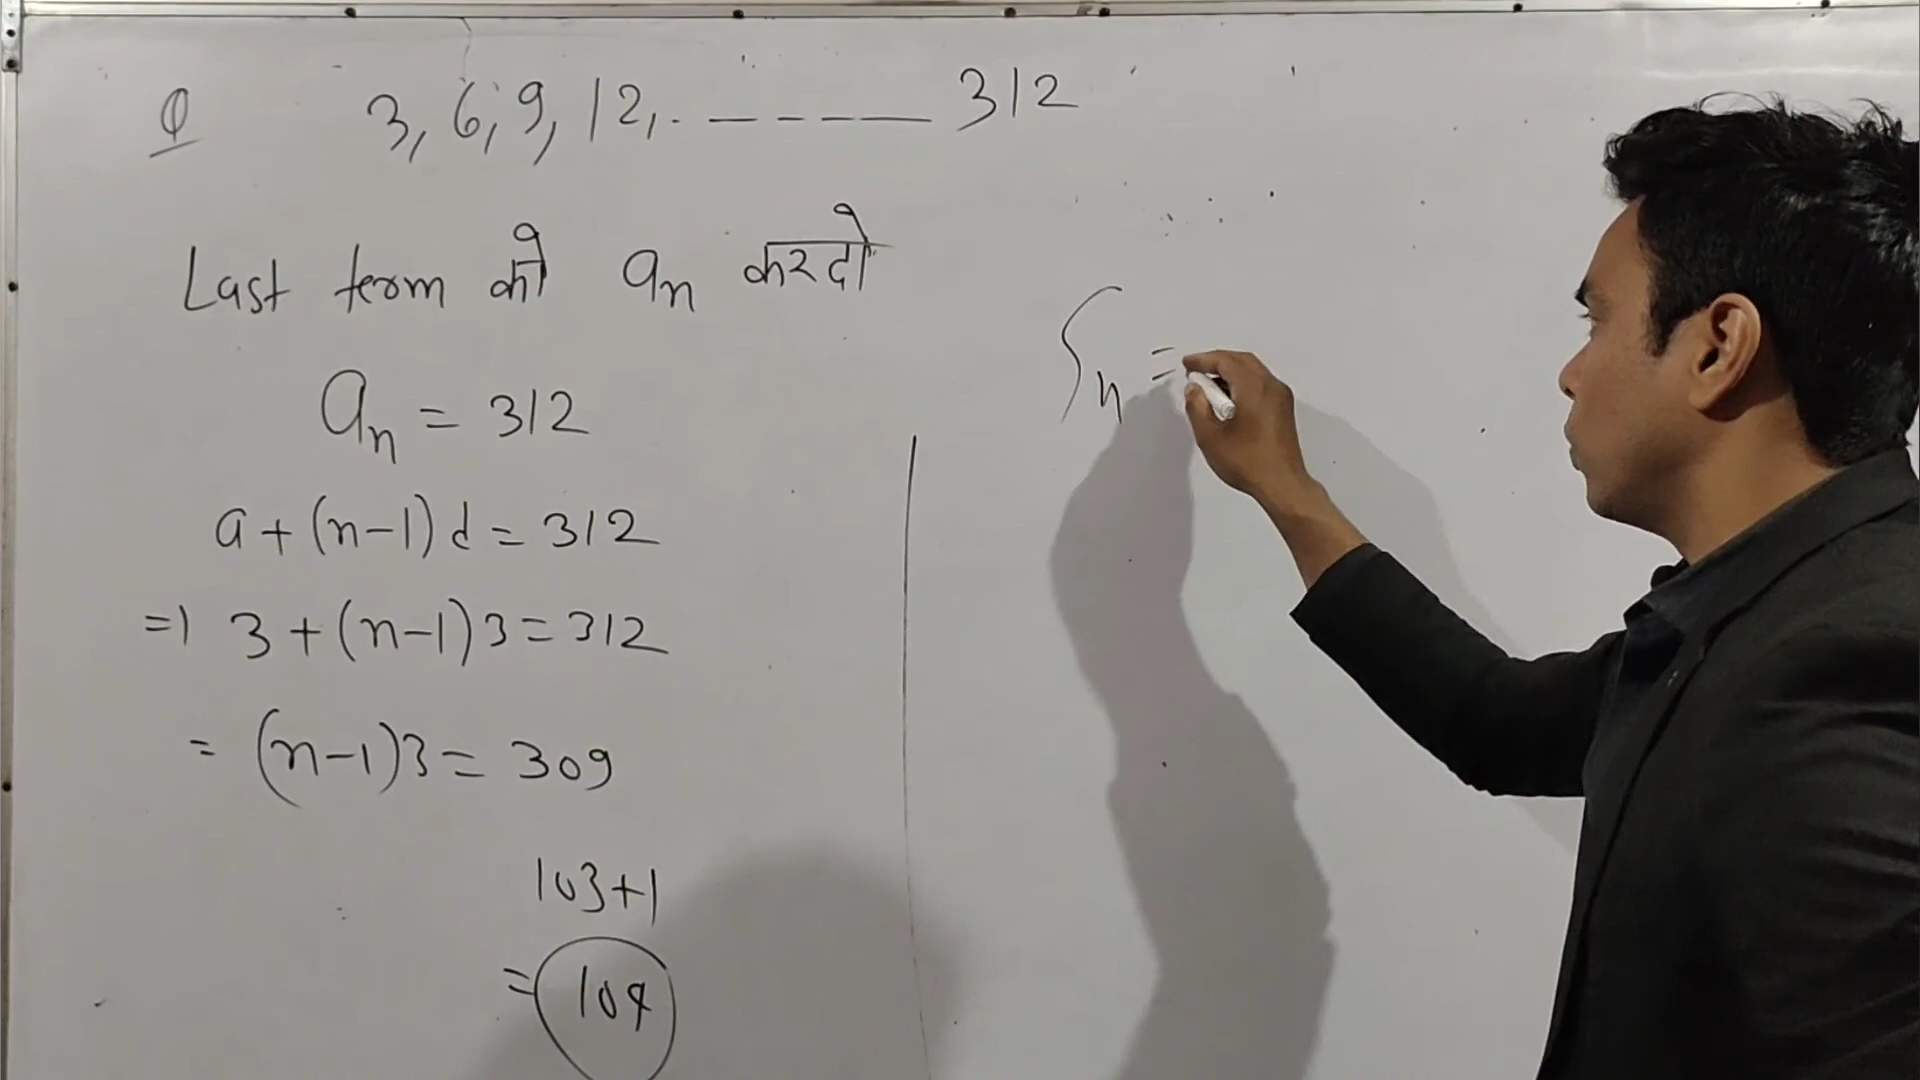 Q 3, 6, 9, 12, . - - - - - 312
Last term को an करदो
an = 312
a + (n-1) d = 312
=) 3 + (n-1) 3 = 312
= (n-1) 3 = 309
103+1
= 104
Sn =